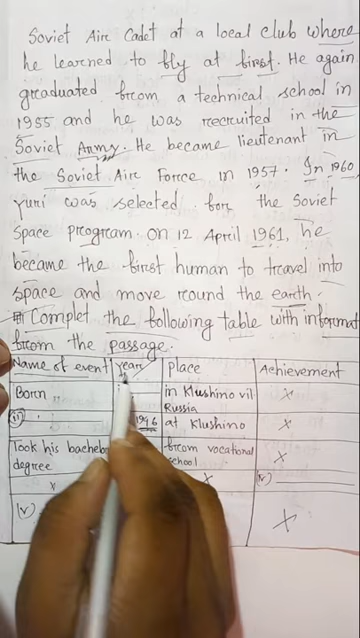 Soviet Air Cadet at a local club where
he learned to fly at first. He again
graduated from a technical school in
1955 and he was recruited in the
Soviet Army. He became lieutenant in
the Soviet Air Force in 1957. In 1960,
yuri was selected for the Soviet
space program. On 12 April 1961, he
became the first human to travel into
space and move round the earth.
Complet the following table with informat
from the passage.
Name of event year place Achievement
Born in Klushino vil
Russia x
(ii) 1946 at Klushino x
Took his bachelo from vocational
degree school x
x x (iv)
(v) x